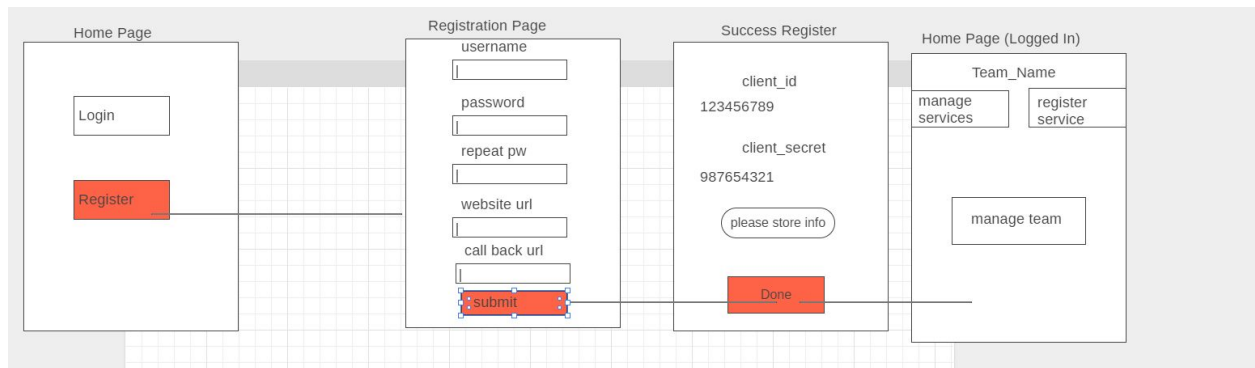 Home Page
Login
Register
Registration Page
username
password
repeat pw
website url
call back url
submit
Success Register
client_id
123456789
client_secret
987654321
please store info
Done
Home Page (Logged In)
Team_Name
manage
services
register
service
manage team